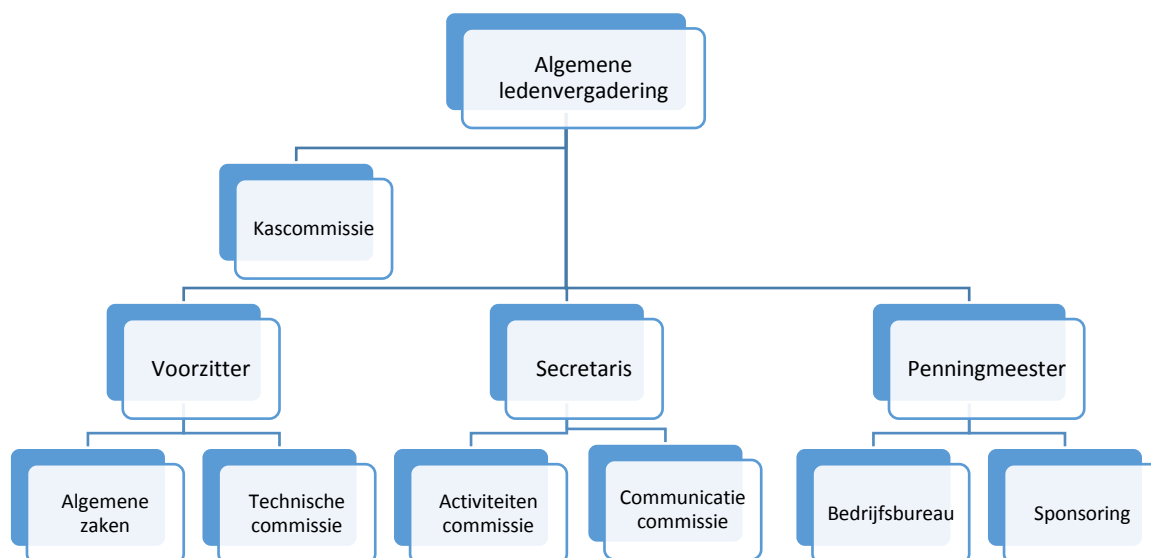 Algemene
ledenvergadering
Kascommissie
Voorzitter
Secretaris
Penningmeester
Algemene
zaken
Technische
commissie
Activiteiten
commissie
Communicatie
commissie
Bedrijfsbureau
Sponsoring